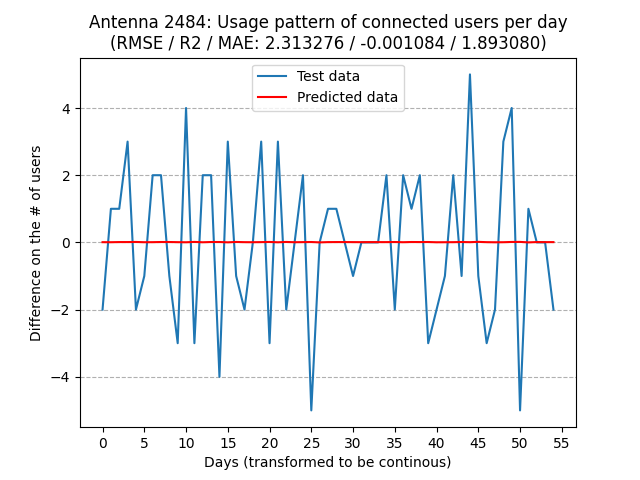 Antenna 2484: Usage pattern of connected users per day
(RMSE / R2 / MAE: 2.313276 / -0.001084 / 1.893080)
Test data
Predicted data
Difference on the # of users
4
2
0
−2
−4
0 5 10 15 20 25 30 35 40 45 50 55
Days (transformed to be continous)